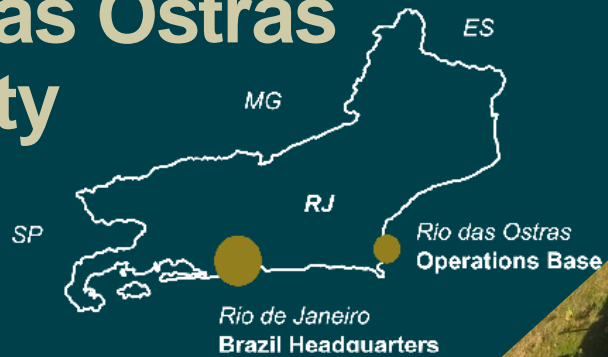 as Ostras
ty
ES
MG
RJ
SP
Rio das Ostras
Operations Base
Rio de Janeiro
Brazil Headquarters